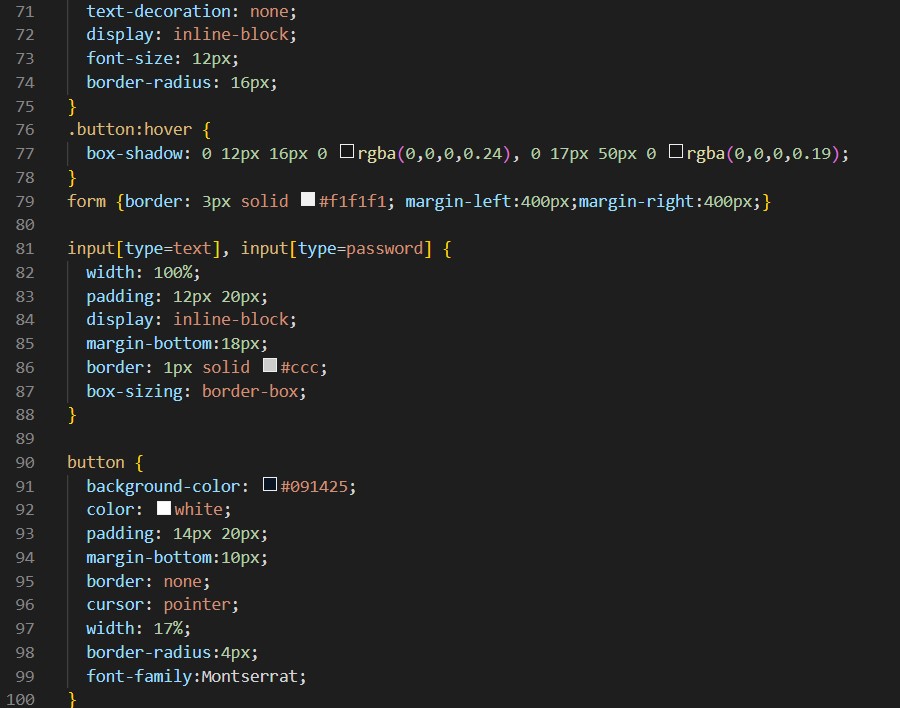 71 text-decoration: none;
72 display: inline-block;
73 font-size: 12px;
74 border-radius: 16px;
75 }
76 .button:hover {
77 box-shadow: 0 12px 16px 0 rgba(0,0,0,0.24), 0 17px 50px 0 rgba(0,0,0,0.19);
78 }
79 form {border: 3px solid #f1f1f1; margin-left:400px;margin-right:400px;}
80
81 input[type=text], input[type=password] {
82 width: 100%;
83 padding: 12px 20px;
84 display: inline-block;
85 margin-bottom:18px;
86 border: 1px solid #ccc;
87 box-sizing: border-box;
88 }
89
90 button {
91 background-color: #091425;
92 color: white;
93 padding: 14px 20px;
94 margin-bottom:10px;
95 border: none;
96 cursor: pointer;
97 width: 17%;
98 border-radius:4px;
99 font-family:Montserrat;
100 }